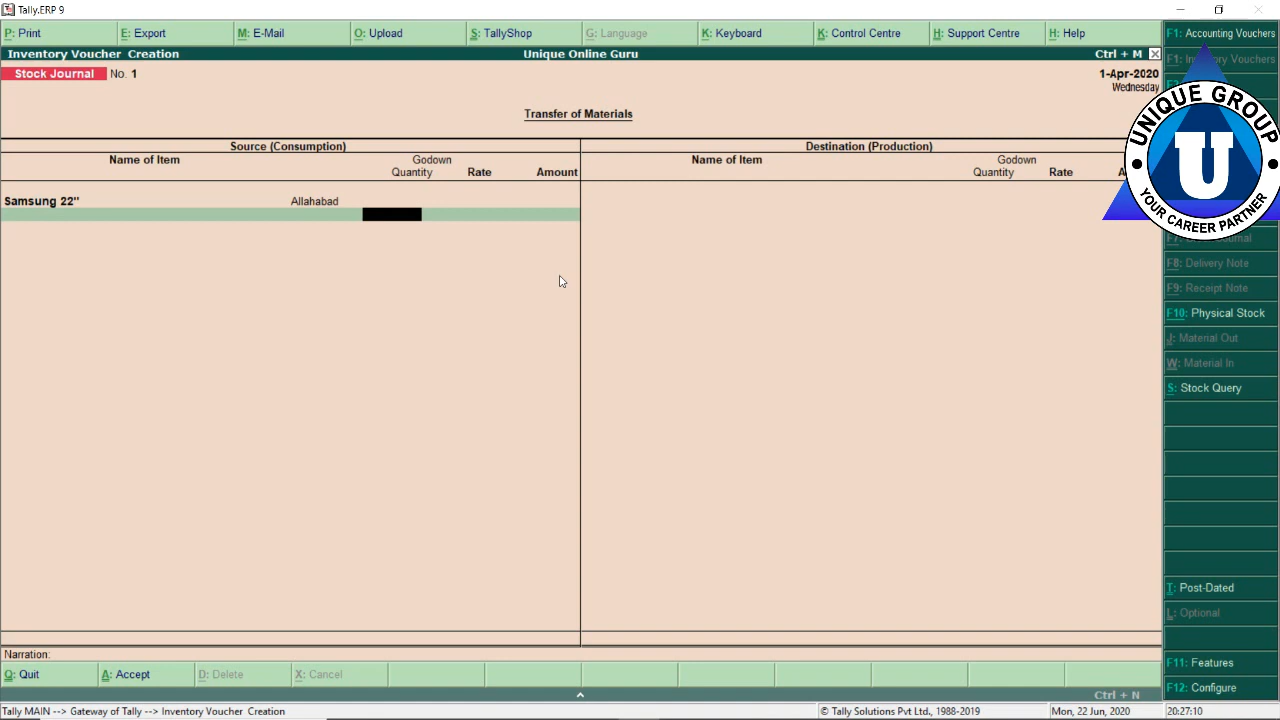 Tally.ERP 9
P: Print
E: Export
M: E-Mail
O: Upload
S: TallyShop
G: Language
K: Keyboard
K: Control Centre
H: Support Centre
H: Help
F1: Accounting Vouchers
Inventory Voucher Creation
Unique Online Guru
Ctrl + M
F1: Inventory Vouchers
Stock Journal No. 1
1-Apr-2020
Wednesday
Transfer of Materials
UNIQUE GROUP
U
YOUR CAREER PARTNER
Source (Consumption)
Destination (Production)
Name of Item
Godown
Name of Item
Godown
Quantity
Rate
Amount
Quantity
Rate
Samsung 22"
Allahabad
F8: Delivery Note
F9: Receipt Note
F10: Physical Stock
J: Material Out
W: Material In
S: Stock Query
T: Post-Dated
L: Optional
Narration:
F11: Features
Q: Quit
A: Accept
D: Delete
X: Cancel
F12: Configure
Ctrl + N
Tally MAIN --> Gateway of Tally --> Inventory Voucher Creation
© Tally Solutions Pvt Ltd., 1988-2019
Mon, 22 Jun, 2020
20:27:10